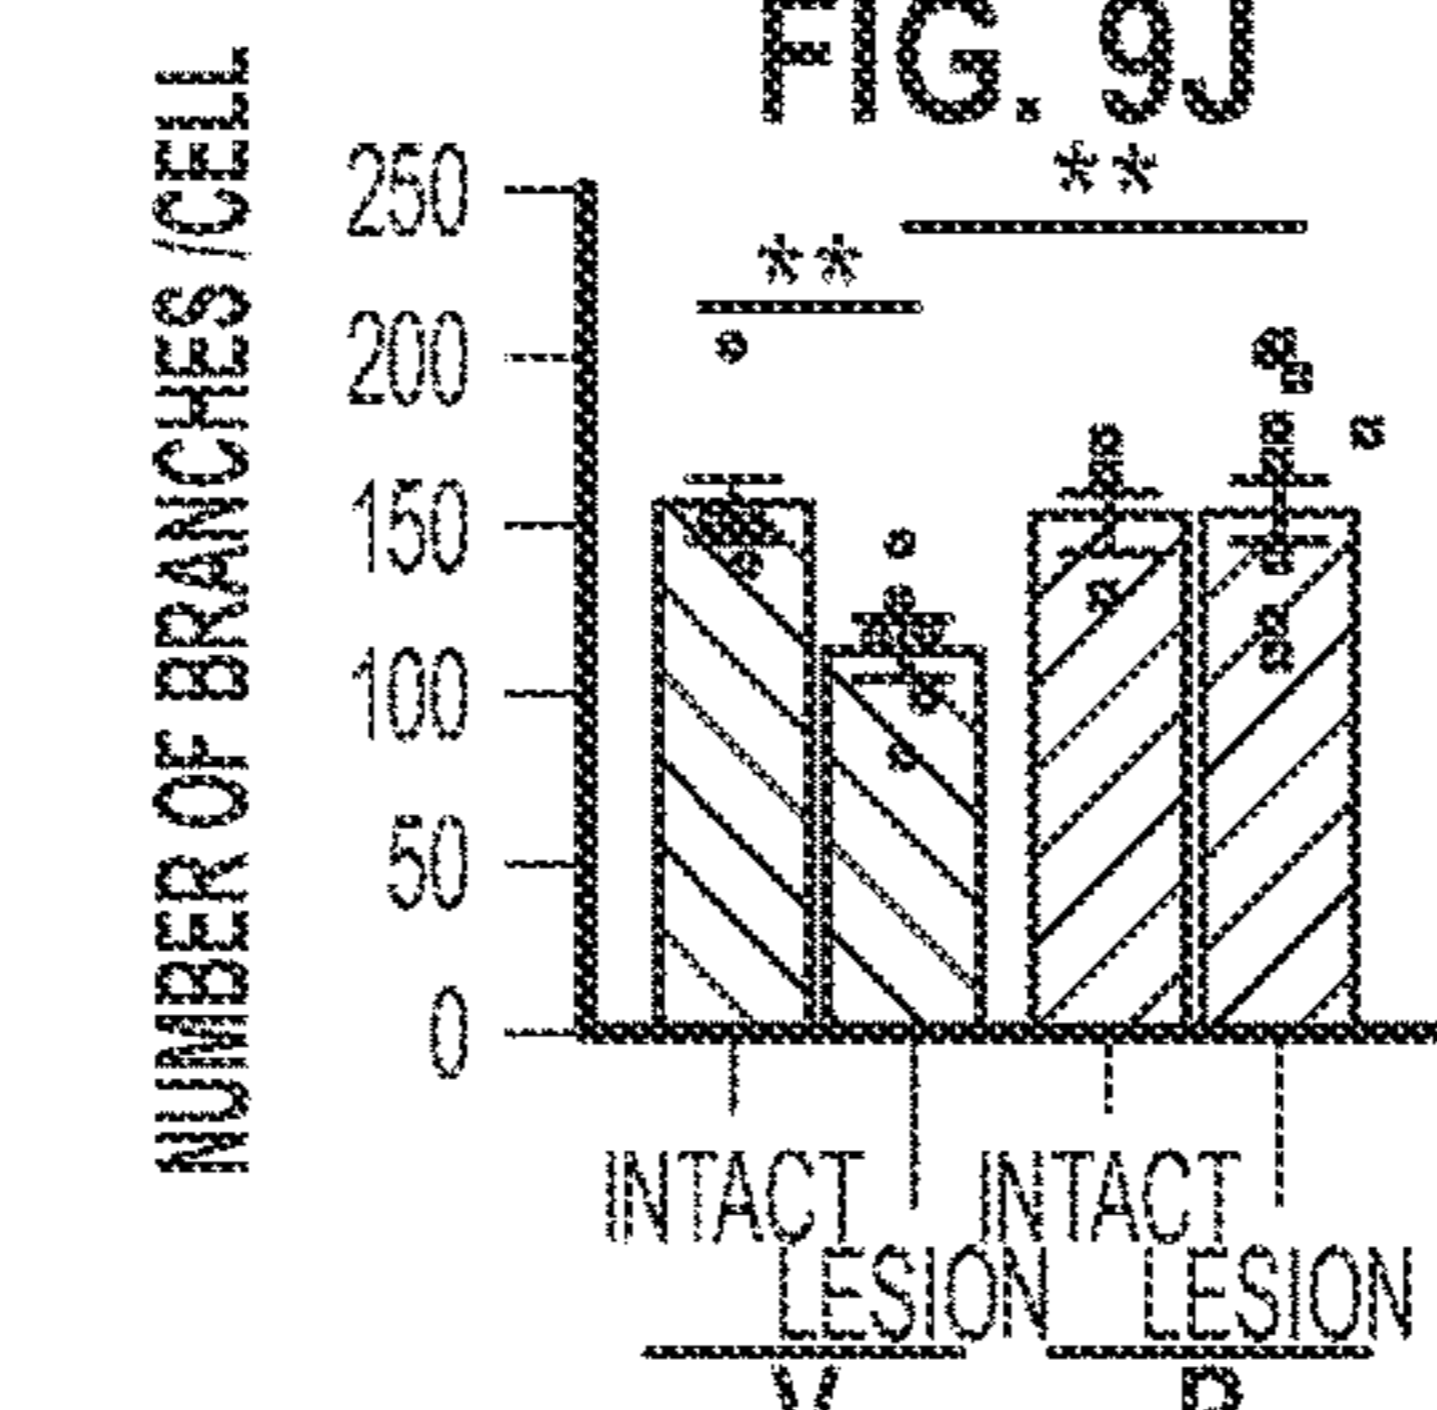 FIG. 9J
NUMBER OF BRANCHES /CELL
250
200
150
100
50
0
**
**
INTACT
LESION
INTACT
LESION